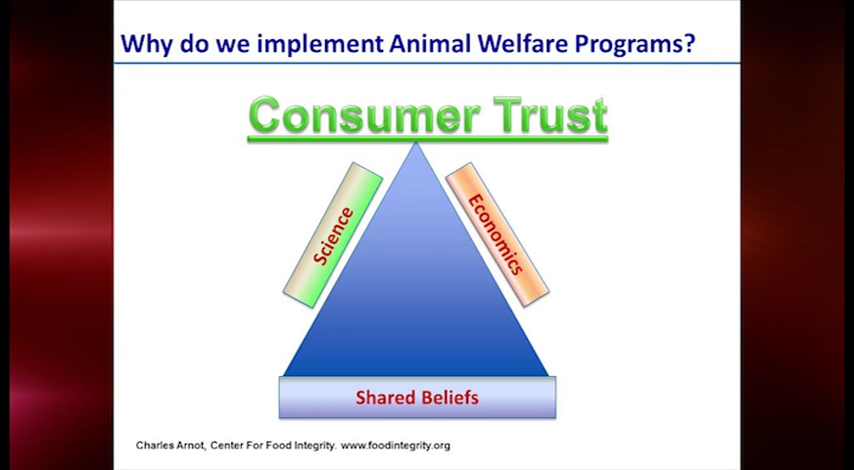 Why do we implement Animal Welfare Programs?
Consumer Trust
Science
Economics
Shared Beliefs
Charles Arnot, Center For Food Integrity. www.foodintegrity.org